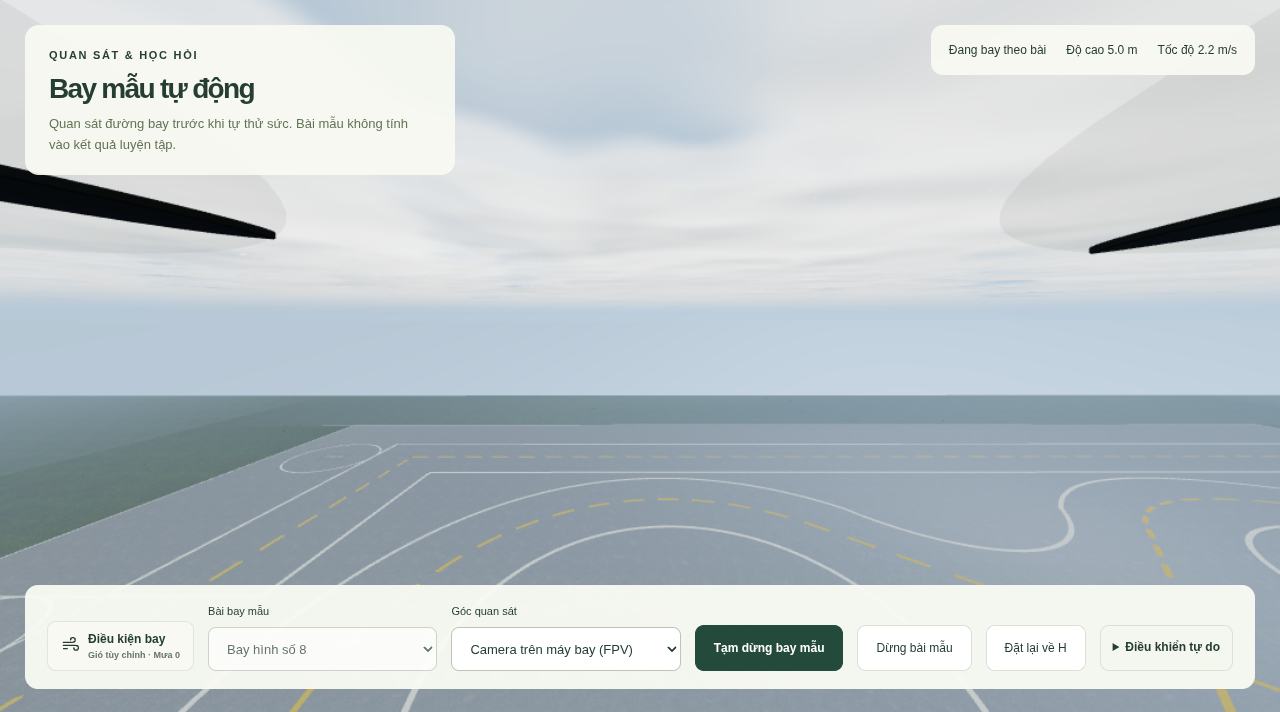 QUAN SÁT & HỌC HỎI
Bay mẫu tự động
Quan sát đường bay trước khi tự thử sức. Bài mẫu không tính
vào kết quả luyện tập.
Đang bay theo bài Độ cao 5.0 m Tốc độ 2.2 m/s
Bài bay mẫu Góc quan sát
Điều kiện bay
Gió tùy chỉnh · Mưa 0
Bay hình số 8
Camera trên máy bay (FPV)
Tạm dừng bay mẫu
Dừng bài mẫu
Đặt lại về H
Điều khiển tự do